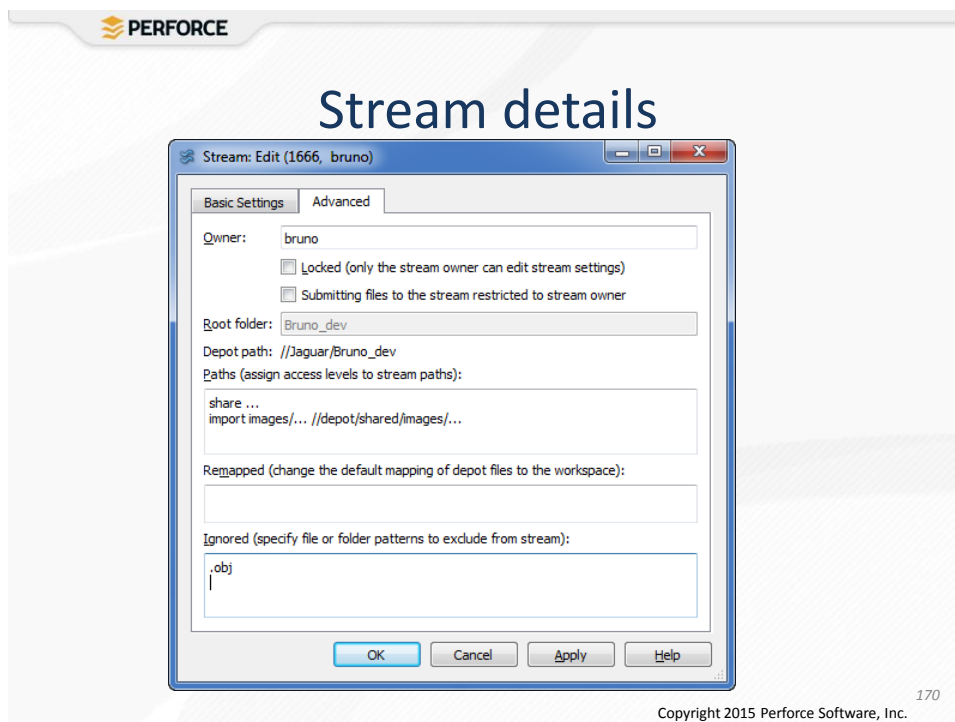 PERFORCE
Stream details
Stream: Edit (1666, bruno)
Basic Settings
Advanced
Owner: bruno
Locked (only the stream owner can edit stream settings)
Submitting files to the stream restricted to stream owner
Root folder: Bruno_dev
Depot path: //Jaguar/Bruno_dev
Paths (assign access levels to stream paths):
share ...
import images/... //depot/shared/images/...
Remapped (change the default mapping of depot files to the workspace):
Ignored (specify file or folder patterns to exclude from stream):
.obj
OK
Cancel
Apply
Help
170
Copyright 2015 Perforce Software, Inc.